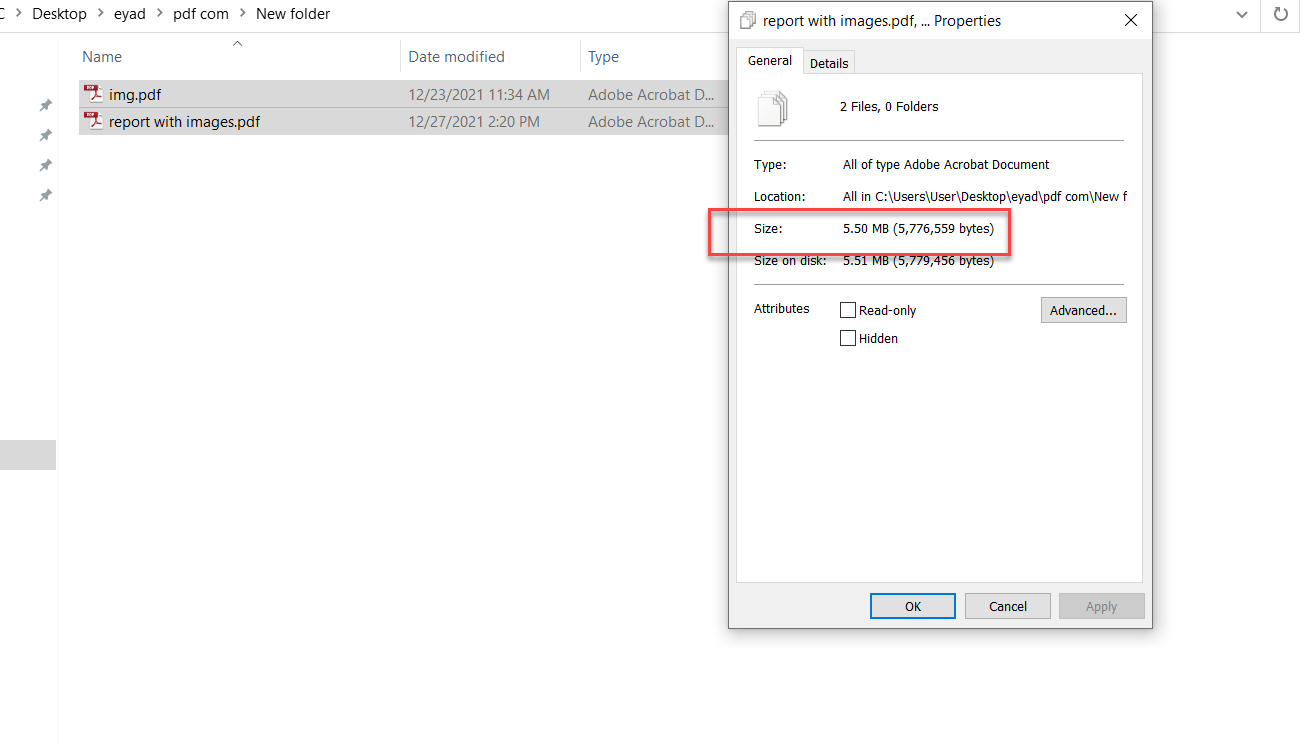 Desktop > eyad > pdf com > New folder
Name Date modified Type
img.pdf 12/23/2021 11:34 AM Adobe Acrobat D...
report with images.pdf 12/27/2021 2:20 PM Adobe Acrobat D...
report with images.pdf, ... Properties
General Details
2 Files, 0 Folders
Type: All of type Adobe Acrobat Document
Location: All in C:\Users\User\Desktop\eyad\pdf com\New f
Size: 5.50 MB (5,776,559 bytes)
Size on disk: 5.51 MB (5,779,456 bytes)
Attributes Read-only Advanced...
Hidden
OK Cancel Apply